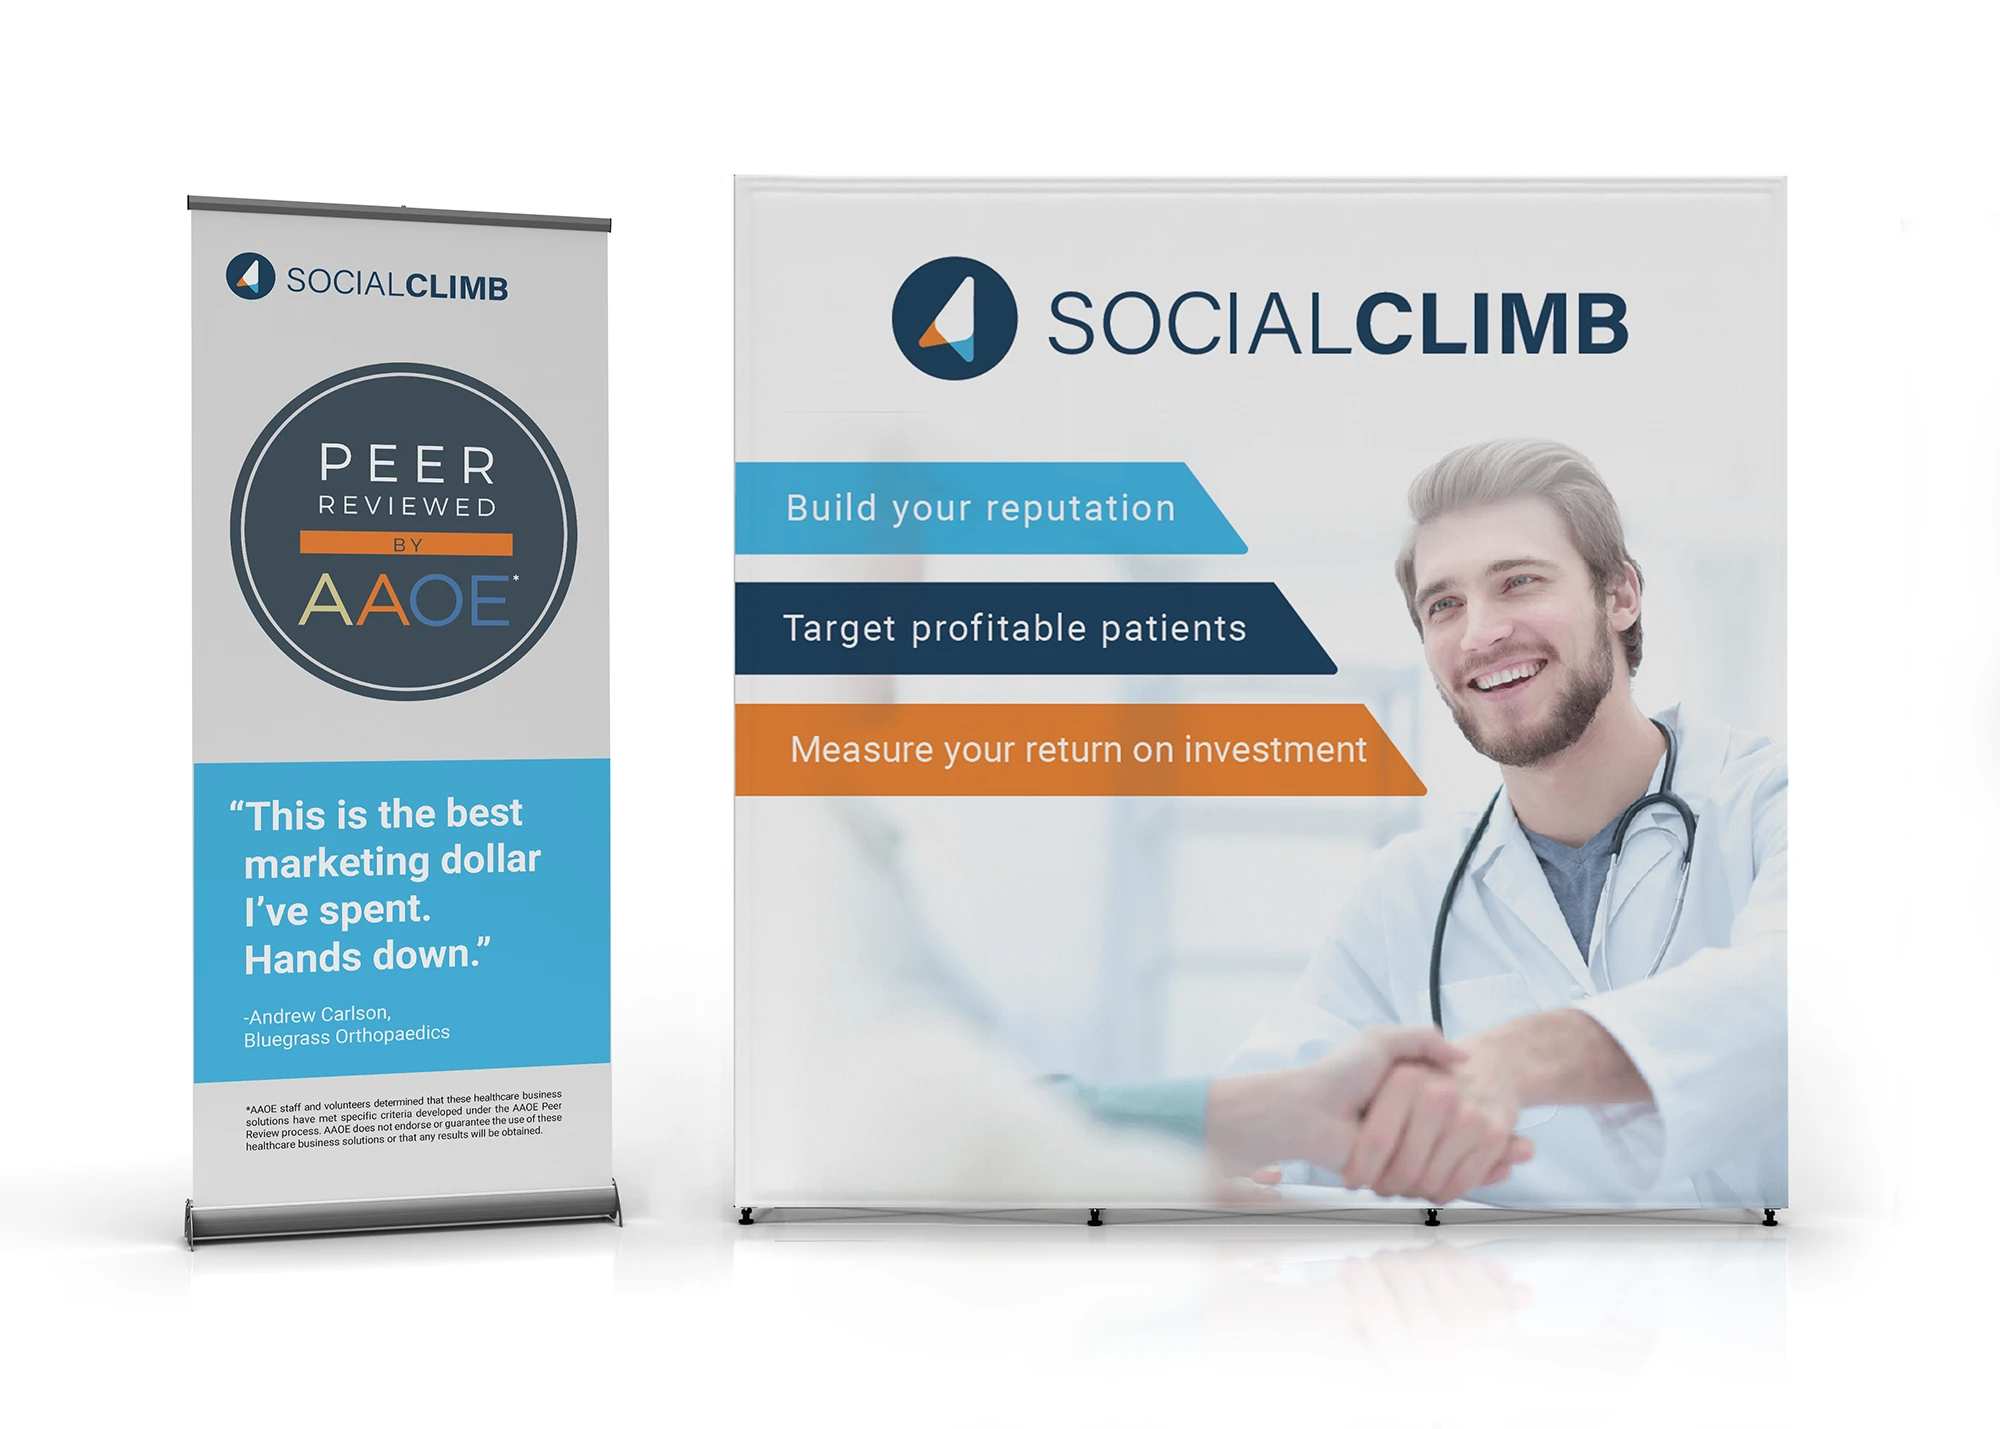 SOCIALCLIMB
PEER
REVIEWED
BY
AAOE*
“This is the best
marketing dollar
I’ve spent.
Hands down.”
-Andrew Carlson,
Bluegrass Orthopaedics
*AAOE staff and volunteers determined that these healthcare business
solutions have met specific criteria developed under the AAOE Peer
Review process. AAOE does not endorse or guarantee the use of these
healthcare business solutions or that any results will be obtained.
SOCIALCLIMB
Build your reputation
Target profitable patients
Measure your return on investment